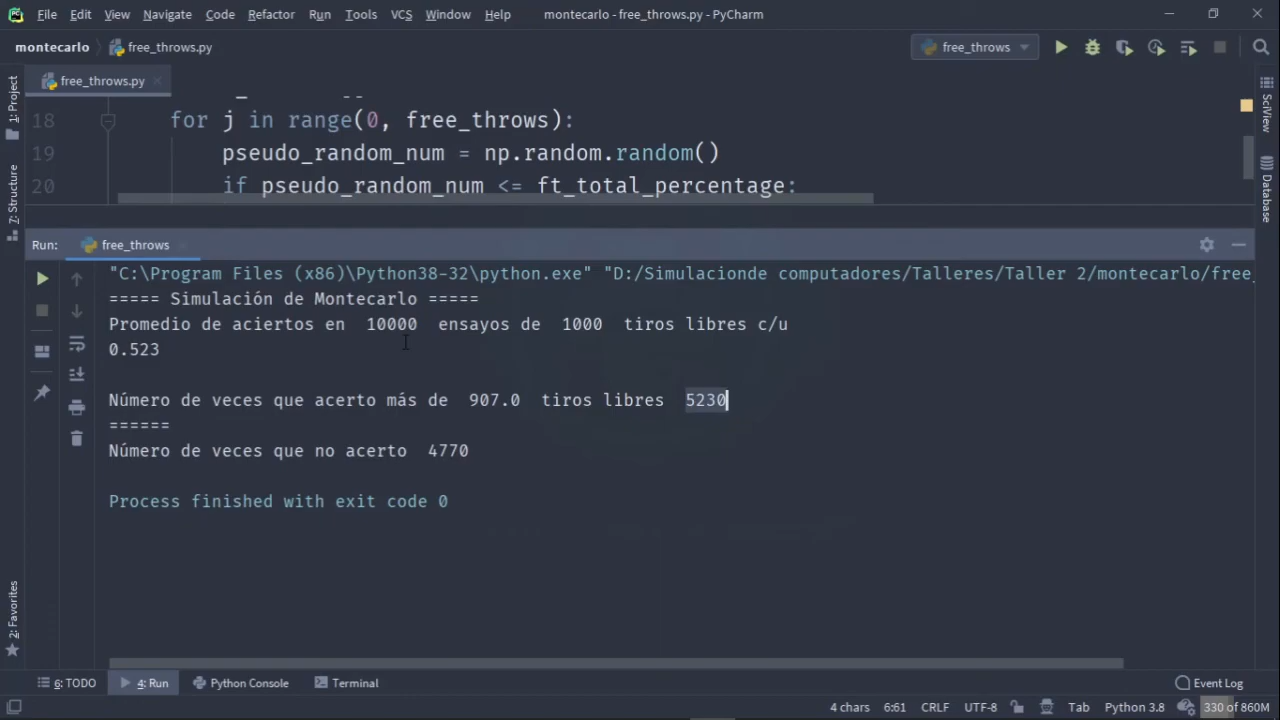 File Edit View Navigate Code Refactor Run Tools VCS Window Help montecarlo - free_throws.py - PyCharm
montecarlo free_throws.py free_throws
free_throws.py
1: Project
7: Structure
2: Favorites
SciView
Database
18 for j in range(0, free_throws):
19 pseudo_random_num = np.random.random()
20 if pseudo_random_num <= ft_total_percentage:
Run: free_throws
"C:\Program Files (x86)\Python38-32\python.exe" "D:/Simulacionde computadores/Talleres/Taller 2/montecarlo/free_
===== Simulación de Montecarlo =====
Promedio de aciertos en 10000 ensayos de 1000 tiros libres c/u
0.523
Número de veces que acerto más de 907.0 tiros libres 5230
======
Número de veces que no acerto 4770
Process finished with exit code 0
6: TODO 4: Run Python Console Terminal Event Log
4 chars 6:61 CRLF UTF-8 Tab Python 3.8 330 of 860M